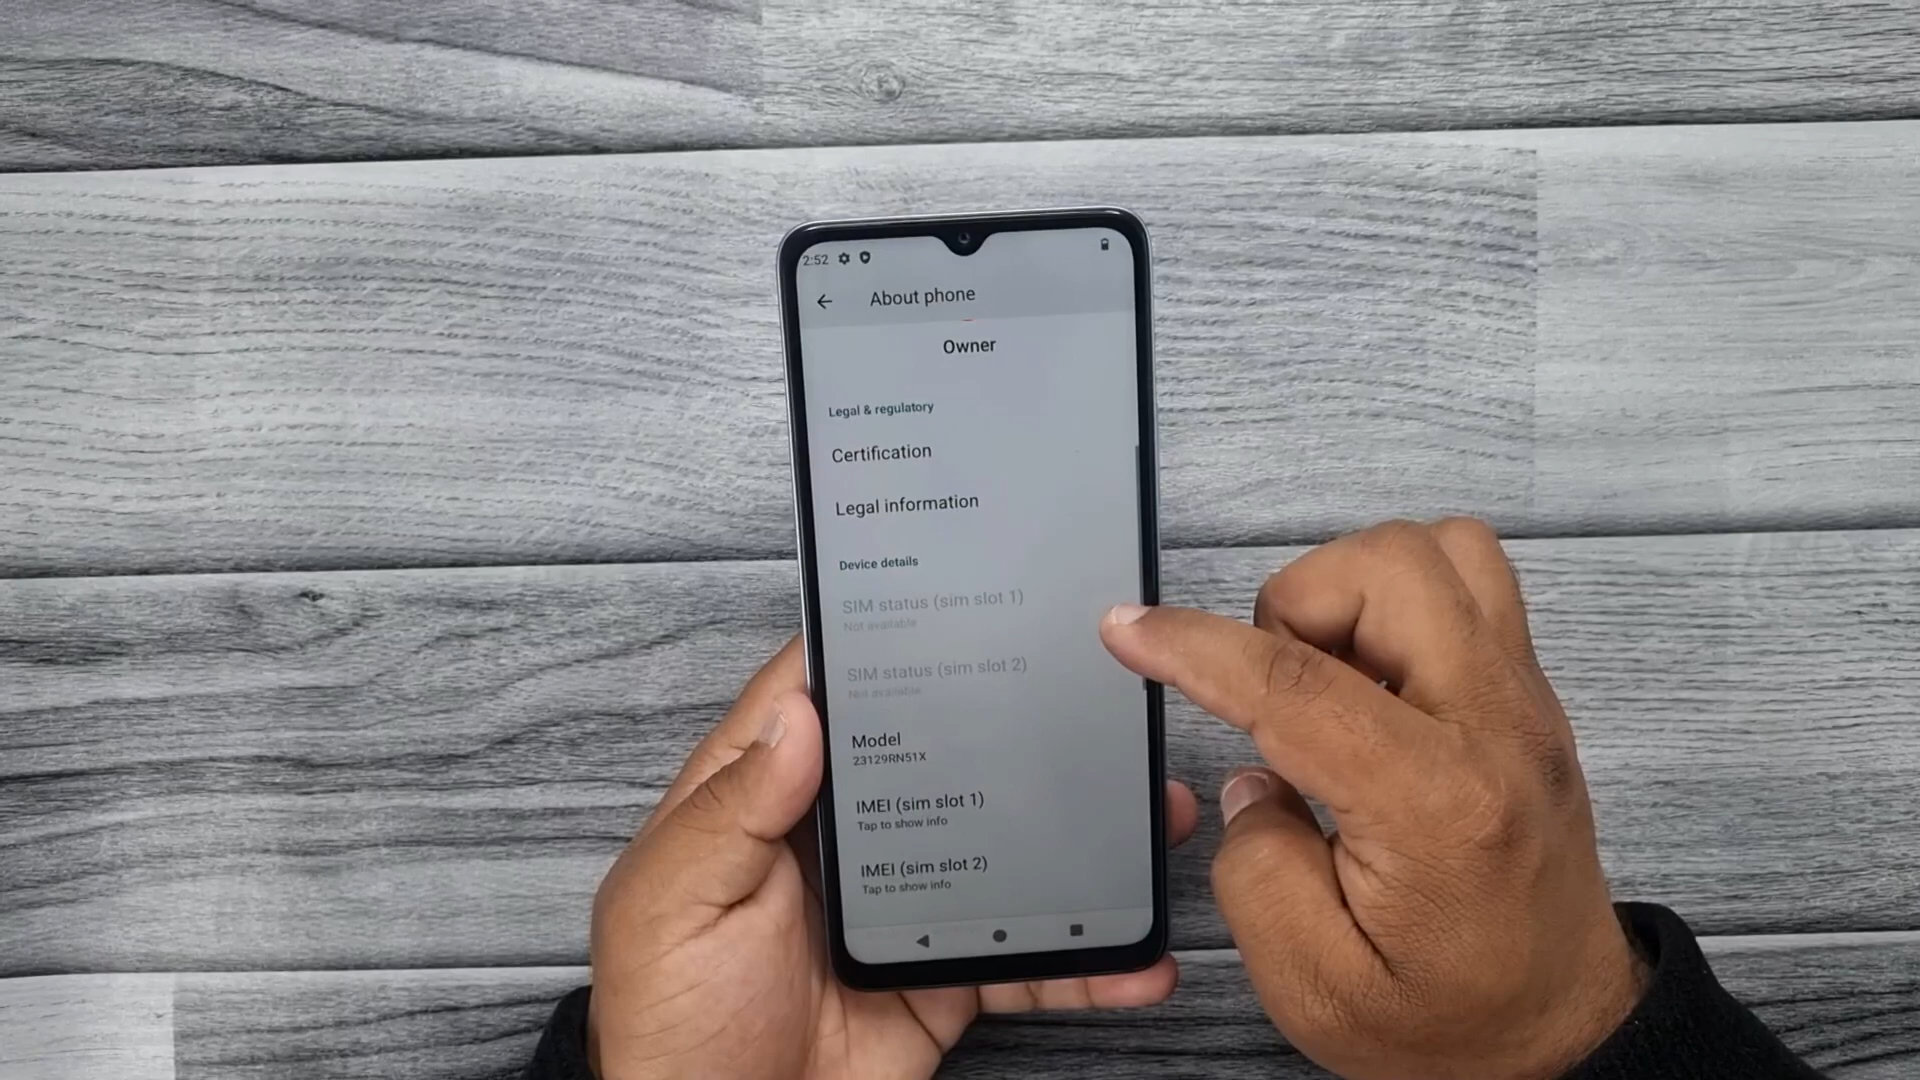 2:52
About phone
Owner
Legal & regulatory
Certification
Legal information
Device details
SIM status (sim slot 1)
Not available
SIM status (sim slot 2)
Not available
Model
23129RN51X
IMEI (sim slot 1)
Tap to show info
IMEI (sim slot 2)
Tap to show info